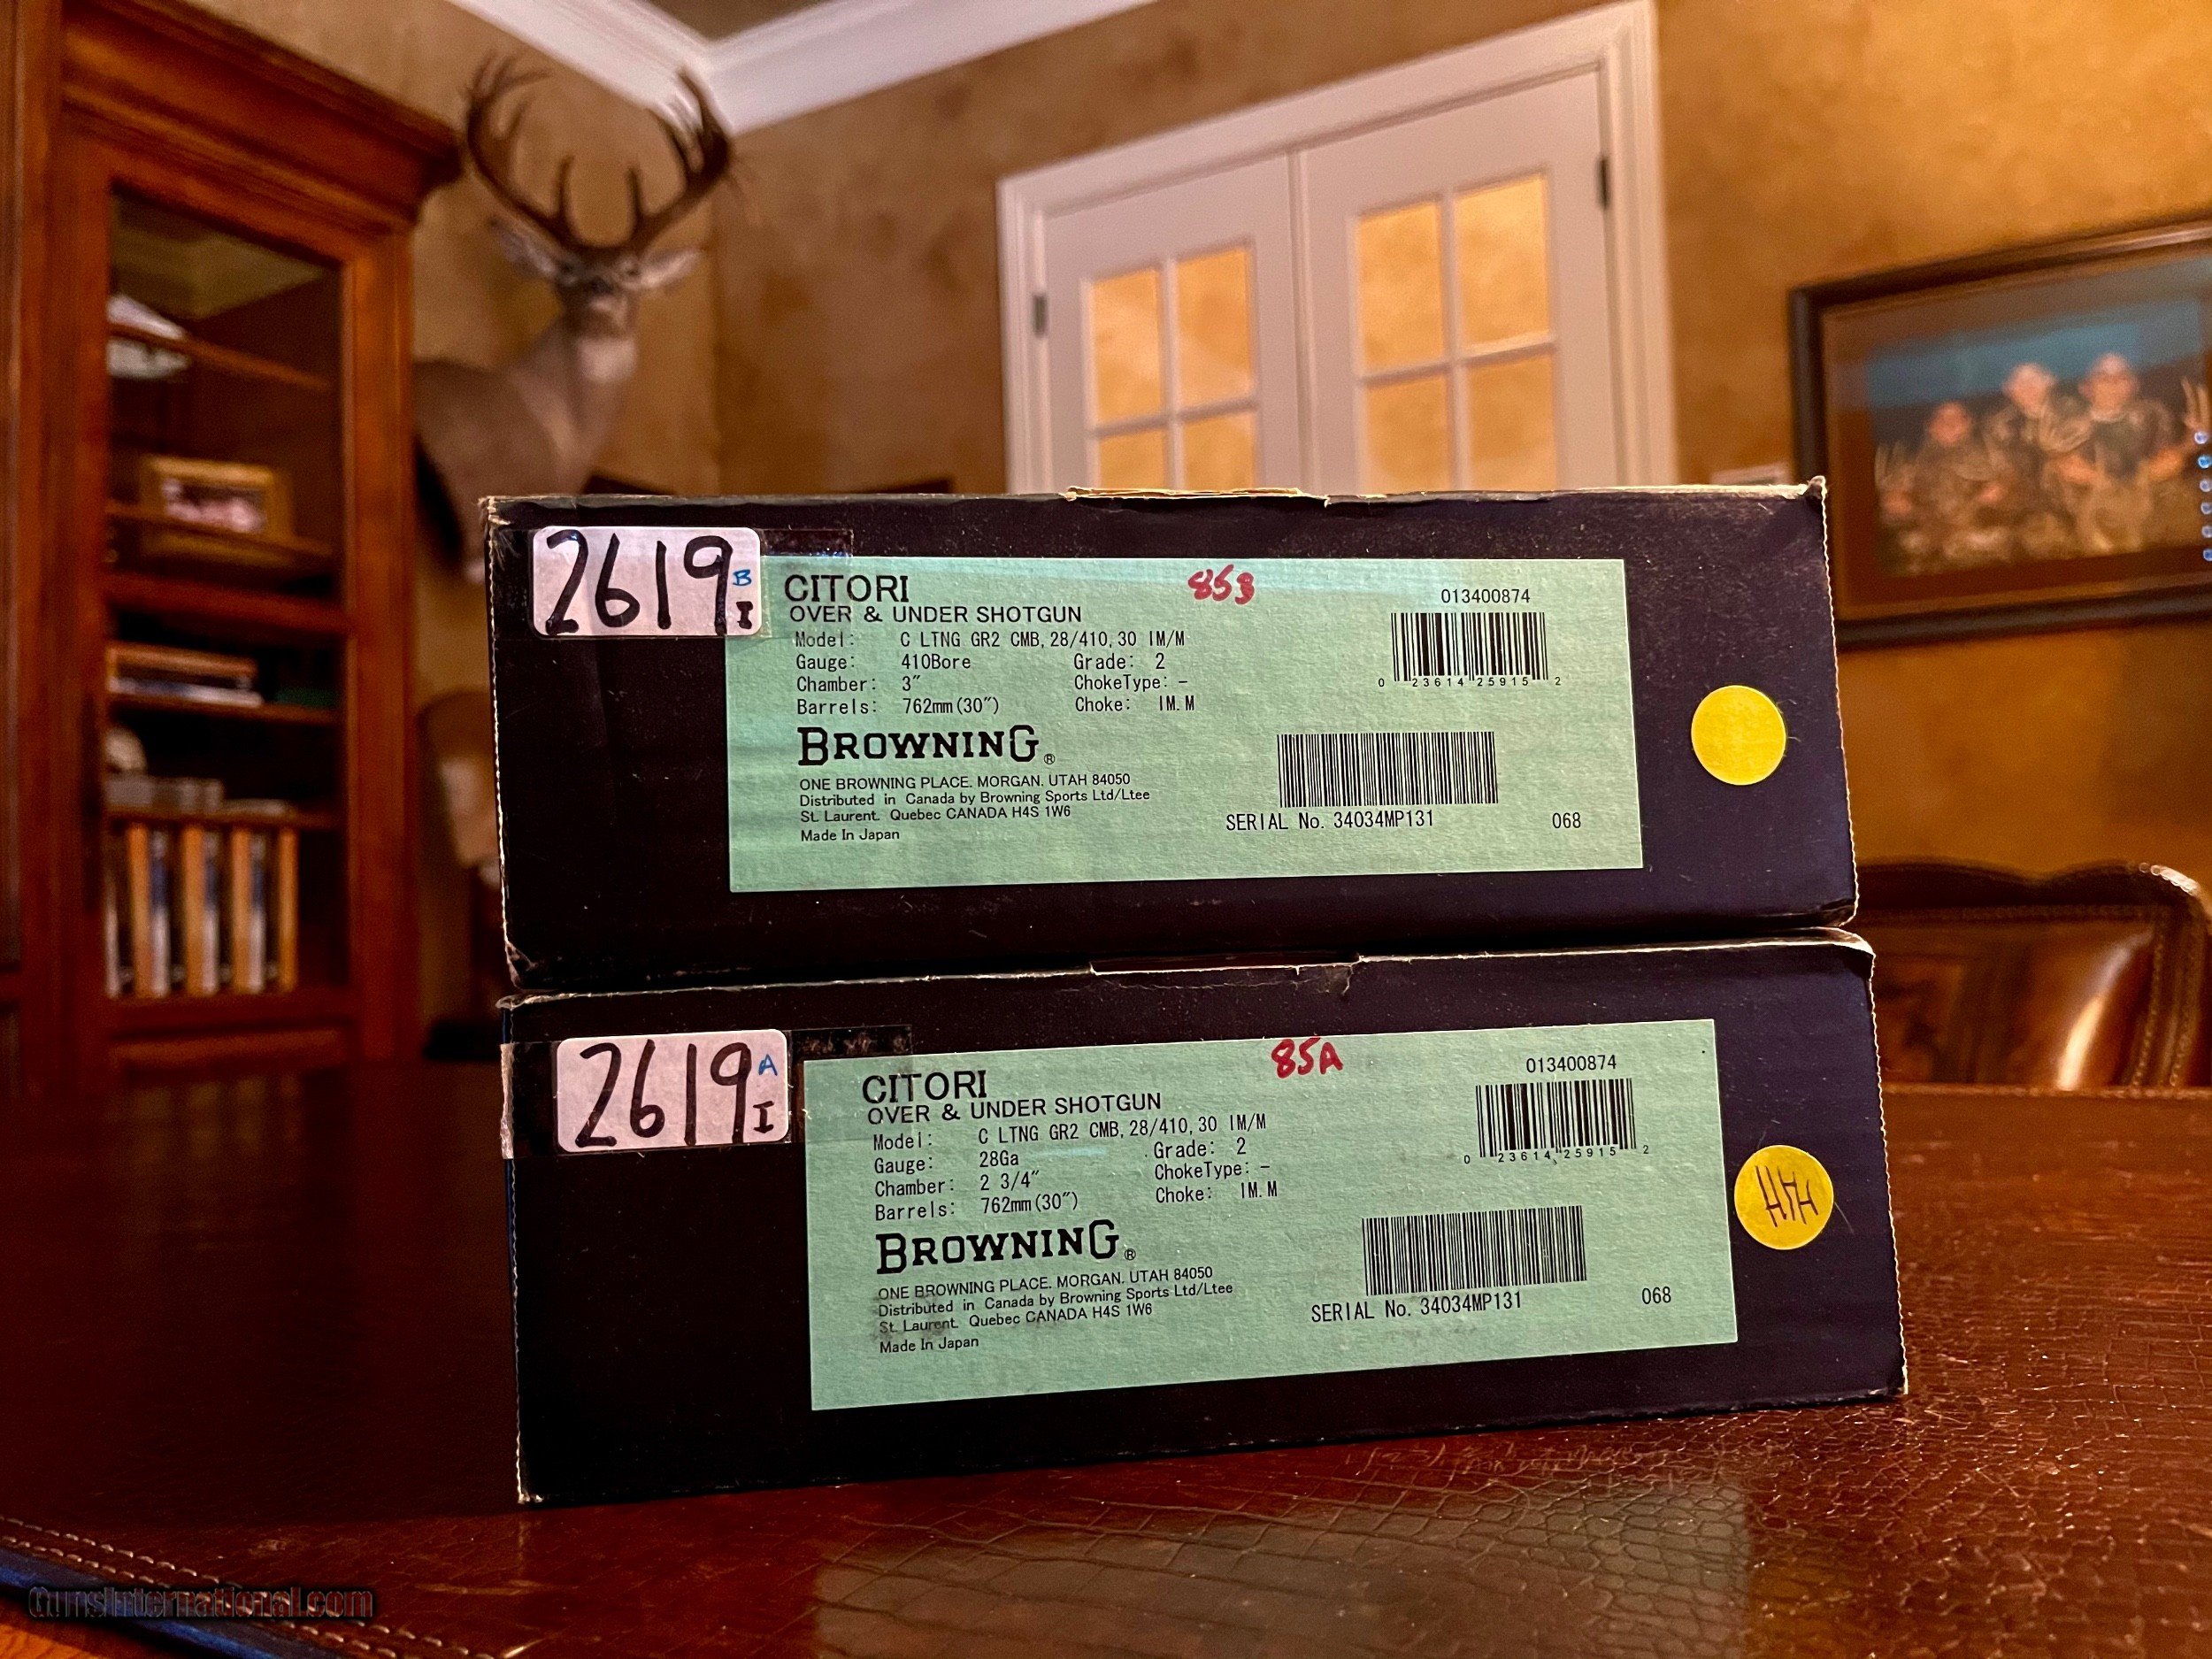 2619 B I
CITORI
85B
013400874
OVER & UNDER SHOTGUN
Model: C LTNG GR2 CMB, 28/410, 30 IM/M
Gauge: 410Bore Grade: 2
Chamber: 3" ChokeType: -
0 23614 25915 2
Barrels: 762mm(30") Choke: IM.M
BROWNING®
ONE BROWNING PLACE. MORGAN. UTAH 84050
Distributed in Canada by Browning Sports Ltd/Ltee
St. Laurent. Quebec CANADA H4S 1W6
SERIAL No. 34034MP131 068
Made In Japan
2619 A I
CITORI
85A
013400874
OVER & UNDER SHOTGUN
Model: C LTNG GR2 CMB, 28/410, 30 IM/M
Gauge: 28Ga Grade: 2
Chamber: 2 3/4" ChokeType: -
0 23614 25915 2
Barrels: 762mm(30") Choke: IM.M
BROWNING®
ONE BROWNING PLACE. MORGAN. UTAH 84050
Distributed in Canada by Browning Sports Ltd/Ltee
St. Laurent. Quebec CANADA H4S 1W6
SERIAL No. 34034MP131 068
Made In Japan
GunsInternational.com